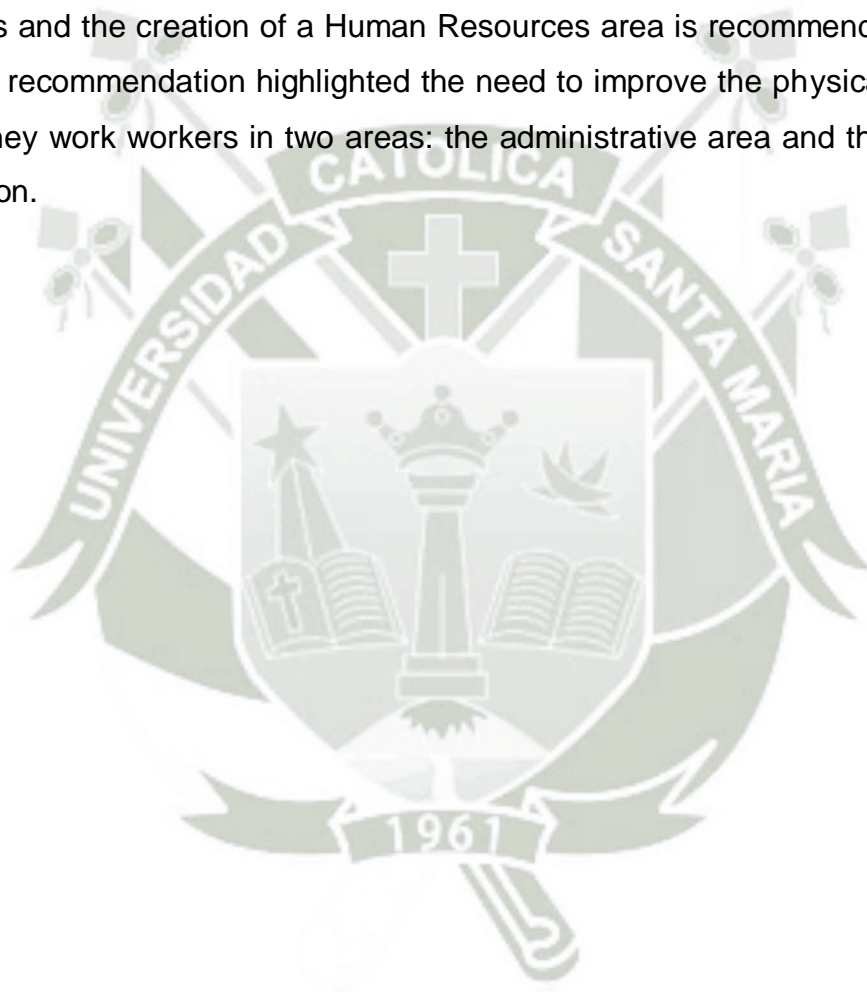 s and the creation of a Human Resources area is recommend
recommendation highlighted the need to improve the physica
ney work workers in two areas: the administrative area and th
on.
UNIVERSIDAD CATOLICA SANTA MARIA
1961